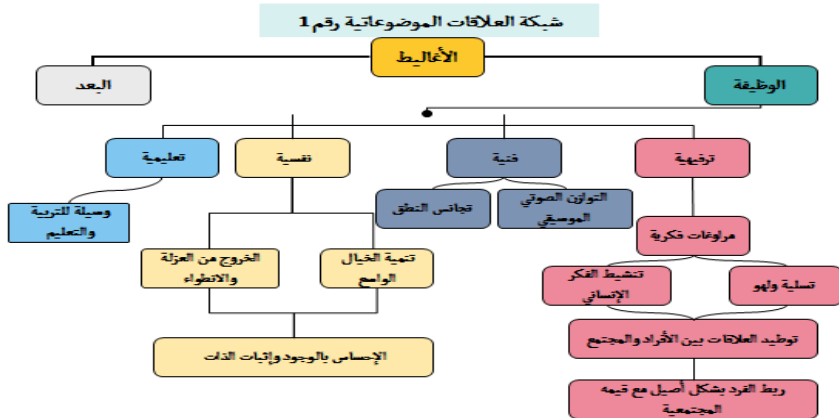 شبكة العلاقات الموضوعاتية رقم 1
الأغاليط
الوظيفة
البعد
ترفيهية
فنية
نفسية
تعليمية
التوازن الصوتي
الموسيقي
تجانس النطق
وسيلة للتربية
والتعليم
مراوغات فكرية
تنمية الخيال
الواسع
الخروج من العزلة
والانطواء
تسلية ولهو
تنشيط الفكر
الإنساني
توطيد العلاقات بين الأفراد والمجتمع
الإحساس بالوجود وإثبات الذات
ربط الفرد بشكل أصيل مع قيمه
المجتمعية